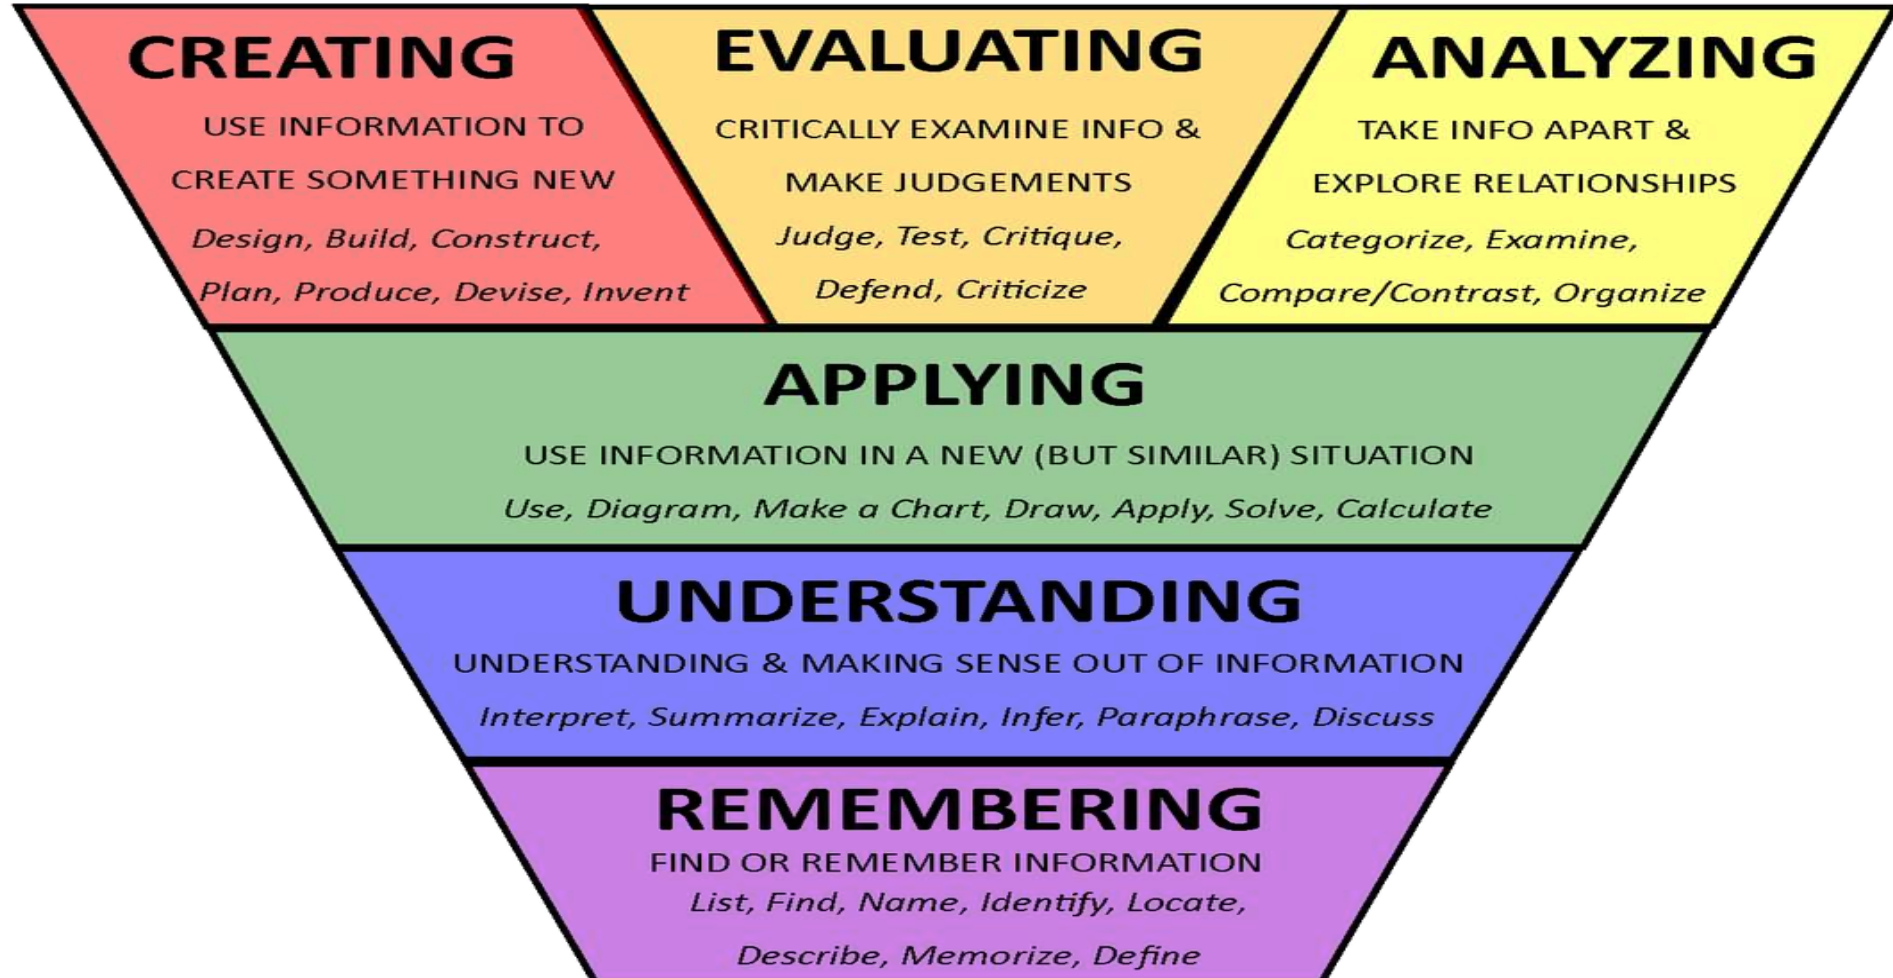 CREATING
USE INFORMATION TO
CREATE SOMETHING NEW
Design, Build, Construct,
Plan, Produce, Devise, Invent
EVALUATING
CRITICALLY EXAMINE INFO &
MAKE JUDGEMENTS
Judge, Test, Critique,
Defend, Criticize
ANALYZING
TAKE INFO APART &
EXPLORE RELATIONSHIPS
Categorize, Examine,
Compare/Contrast, Organize
APPLYING
USE INFORMATION IN A NEW (BUT SIMILAR) SITUATION
Use, Diagram, Make a Chart, Draw, Apply, Solve, Calculate
UNDERSTANDING
UNDERSTANDING & MAKING SENSE OUT OF INFORMATION
Interpret, Summarize, Explain, Infer, Paraphrase, Discuss
REMEMBERING
FIND OR REMEMBER INFORMATION
List, Find, Name, Identify, Locate,
Describe, Memorize, Define